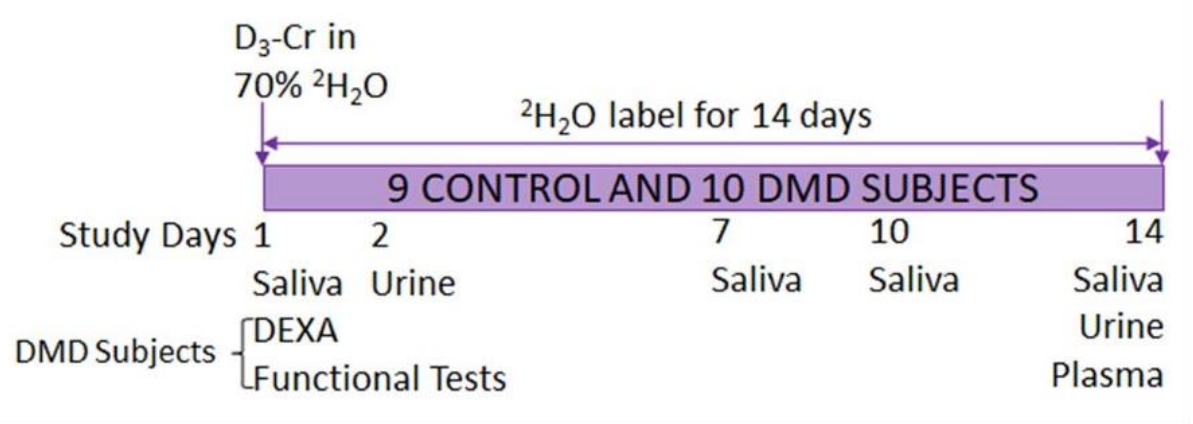 D₃-Cr in
70% ²H₂O
²H₂O label for 14 days
9 CONTROL AND 10 DMD SUBJECTS
Study Days 1 2 7 10 14
Saliva Urine Saliva Saliva Saliva
DMD Subjects DEXA Urine
Functional Tests Plasma